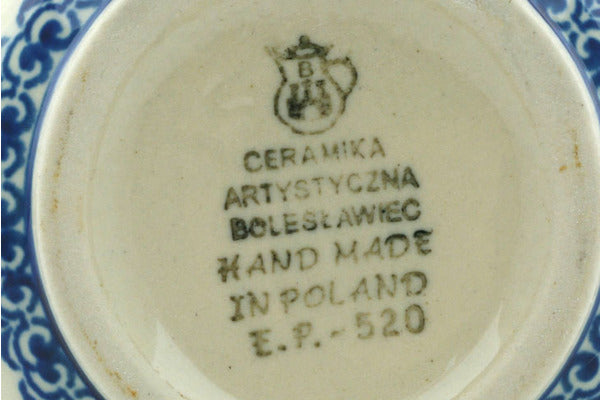 B
CERAMIKA
ARTYSTYCZNA
BOLESŁAWIEC
HAND MADE
IN POLAND
E.P.-520